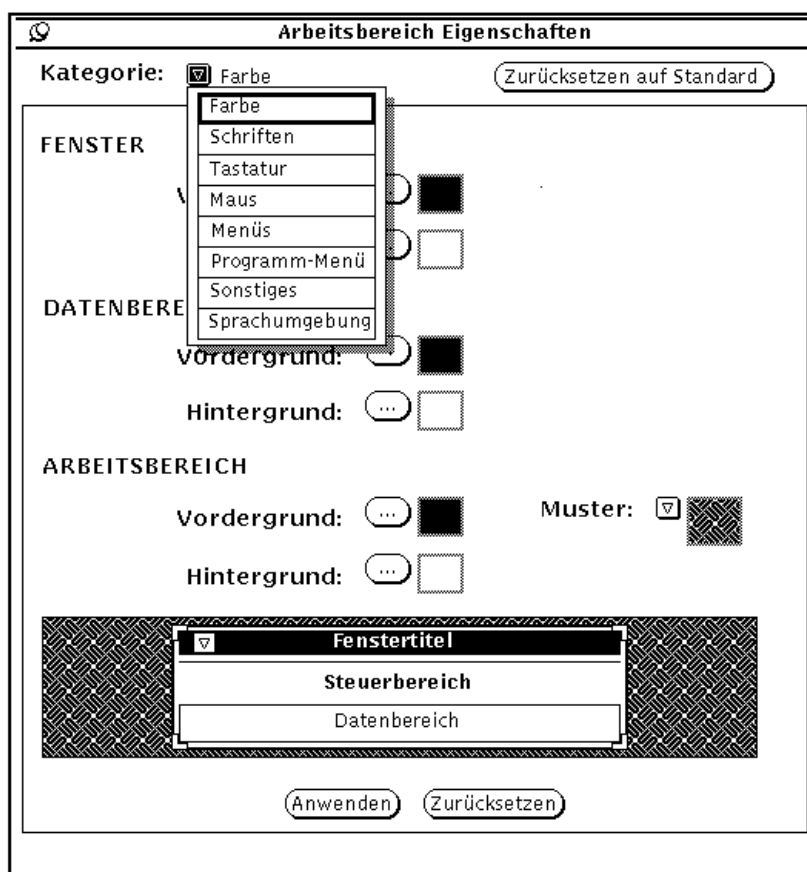 Arbeitsbereich Eigenschaften
Kategorie: Farbe
Zurücksetzen auf Standard
Farbe
Schriften
Tastatur
Maus
Menüs
Programm-Menü
Sonstiges
Sprachumgebung
FENSTER
DATENBERE
Vordergrund: ...
Hintergrund: ...
ARBEITSBEREICH
Vordergrund: ...
Muster:
Hintergrund: ...
Fenstertitel
Steuerbereich
Datenbereich
Anwenden
Zurücksetzen